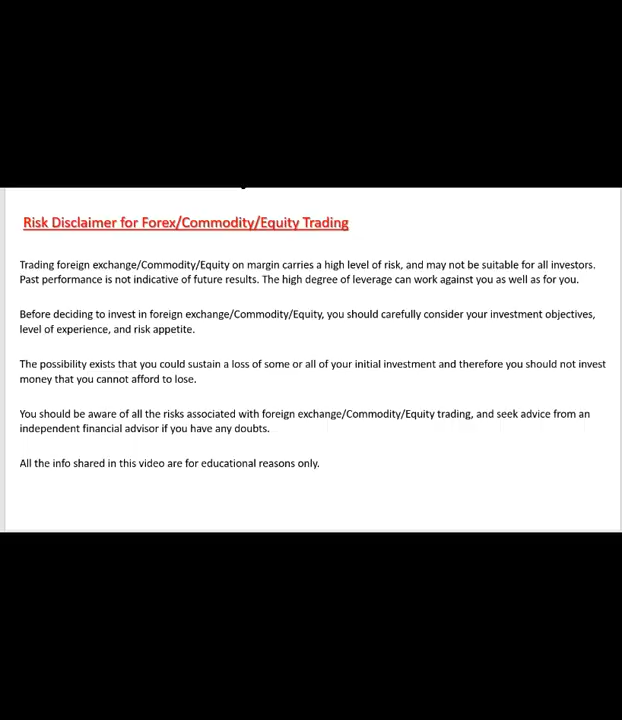 Risk Disclaimer for Forex/Commodity/Equity Trading
Trading foreign exchange/Commodity/Equity on margin carries a high level of risk, and may not be suitable for all investors.
Past performance is not indicative of future results. The high degree of leverage can work against you as well as for you.
Before deciding to invest in foreign exchange/Commodity/Equity, you should carefully consider your investment objectives,
level of experience, and risk appetite.
The possibility exists that you could sustain a loss of some or all of your initial investment and therefore you should not invest
money that you cannot afford to lose.
You should be aware of all the risks associated with foreign exchange/Commodity/Equity trading, and seek advice from an
independent financial advisor if you have any doubts.
All the info shared in this video are for educational reasons only.